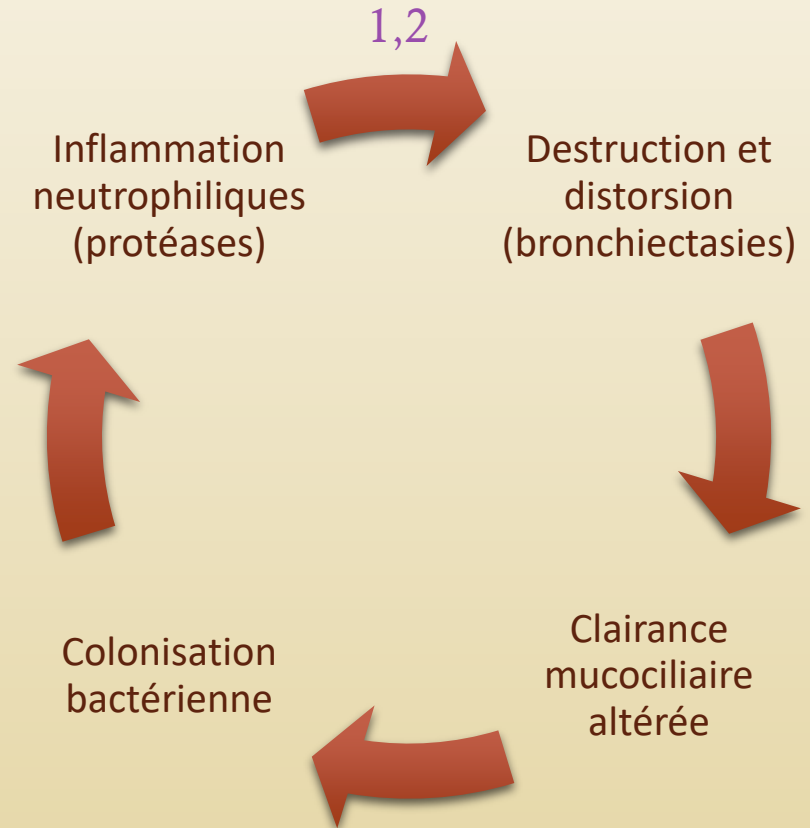 1,2
Inflammation
neutrophiliques
(protéases)
Destruction et
distorsion
(bronchiectasies)
Clairance
mucociliaire
altérée
Colonisation
bactérienne